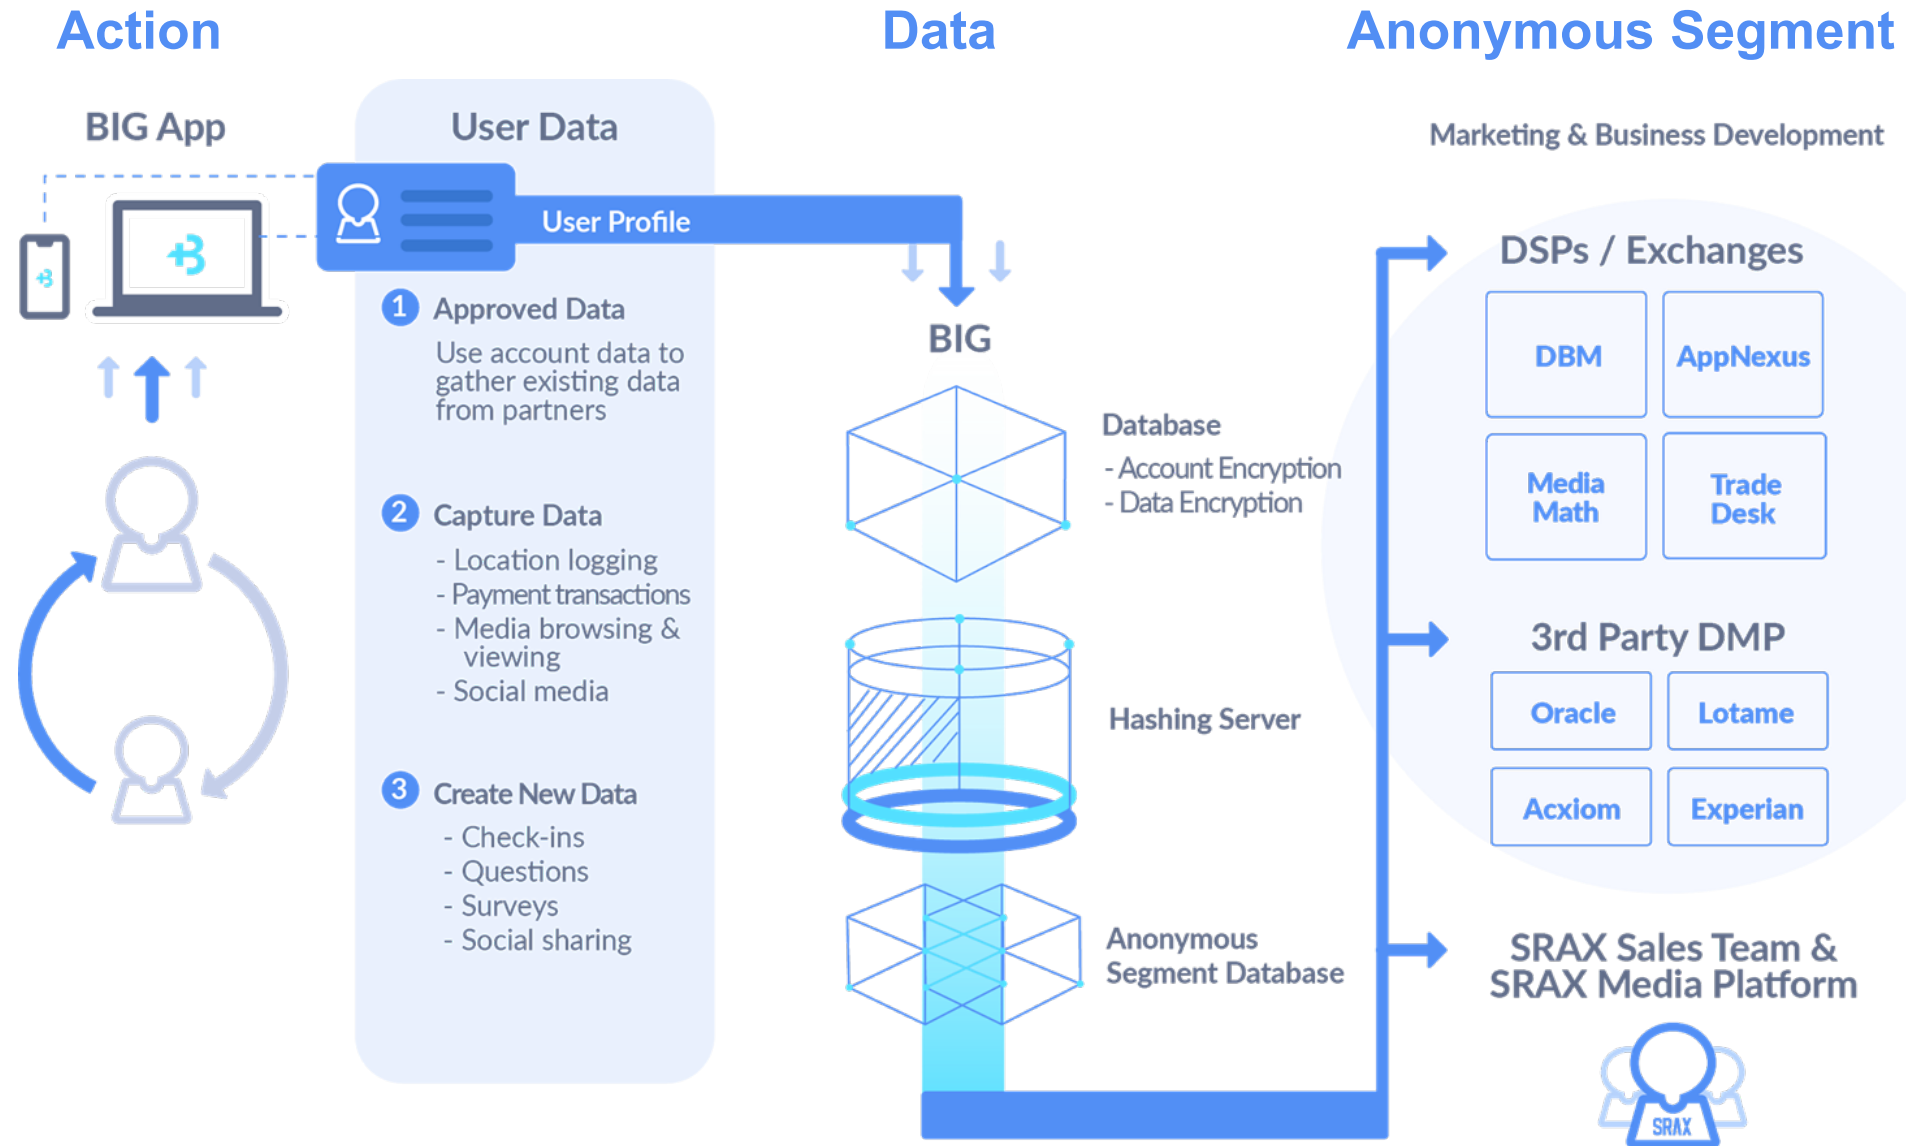 Action
Data
Anonymous Segment
BIG App
User Data
Marketing & Business Development
User Profile
1
Approved Data
Use account data to
gather existing data
from partners
2
Capture Data
- Location logging
- Payment transactions
- Media browsing &
viewing
- Social media
3
Create New Data
- Check-ins
- Questions
- Surveys
- Social sharing
BIG
Database
- Account Encryption
- Data Encryption
Hashing Server
Anonymous
Segment Database
DSPs / Exchanges
DBM
AppNexus
Media
Math
Trade
Desk
3rd Party DMP
Oracle
Lotame
Acxiom
Experian
SRAX Sales Team &
SRAX Media Platform
SRAX